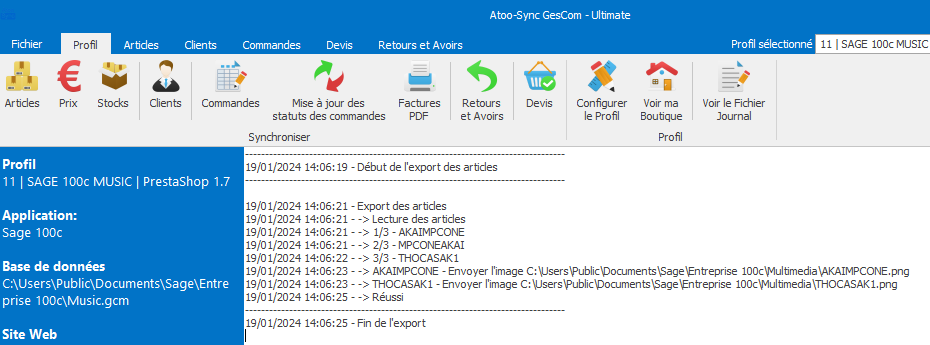 Atoo-Sync GesCom - Ultimate
Fichier Profil Articles Clients Commandes Devis Retours et Avoirs Profil sélectionné 11 | SAGE 100c MUSIC
Articles Prix Stocks Clients Commandes Mise à jour des statuts des commandes Factures PDF Retours et Avoirs Devis Configurer le Profil Voir ma Boutique Voir le Fichier Journal
Synchroniser Profil
Profil
11 | SAGE 100c MUSIC | PrestaShop 1.7
Application:
Sage 100c
Base de données
C:\Users\Public\Documents\Sage\Entre
prise 100c\Music.gcm
Site Web
--------------------------------------------------------------------------------
19/01/2024 14:06:19 - Début de l'export des articles
--------------------------------------------------------------------------------
19/01/2024 14:06:21 - Export des articles
19/01/2024 14:06:21 - --> Lecture des articles
19/01/2024 14:06:21 - --> 1/3 - AKAIMPCONE
19/01/2024 14:06:21 - --> 2/3 - MPCONEAKAI
19/01/2024 14:06:22 - --> 3/3 - THOCASAK1
19/01/2024 14:06:23 - --> AKAIMPCONE - Envoyer l'image C:\Users\Public\Documents\Sage\Entreprise 100c\Multimedia\AKAIMPCONE.png
19/01/2024 14:06:23 - --> THOCASAK1 - Envoyer l'image C:\Users\Public\Documents\Sage\Entreprise 100c\Multimedia\THOCASAK1.png
19/01/2024 14:06:25 - --> Réussi
--------------------------------------------------------------------------------
19/01/2024 14:06:25 - Fin de l'export